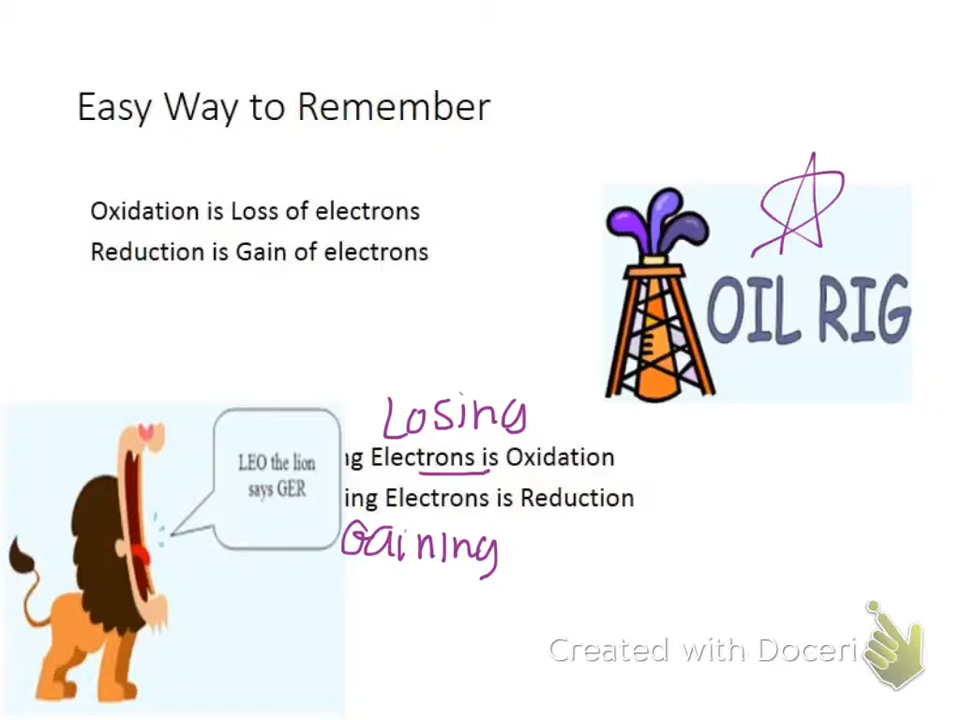 Easy Way to Remember
Oxidation is Loss of electrons
Reduction is Gain of electrons
OIL RIG
Losing
ng Electrons is Oxidation
ing Electrons is Reduction
Gaining
LEO the lion
says GER
Created with Doceri